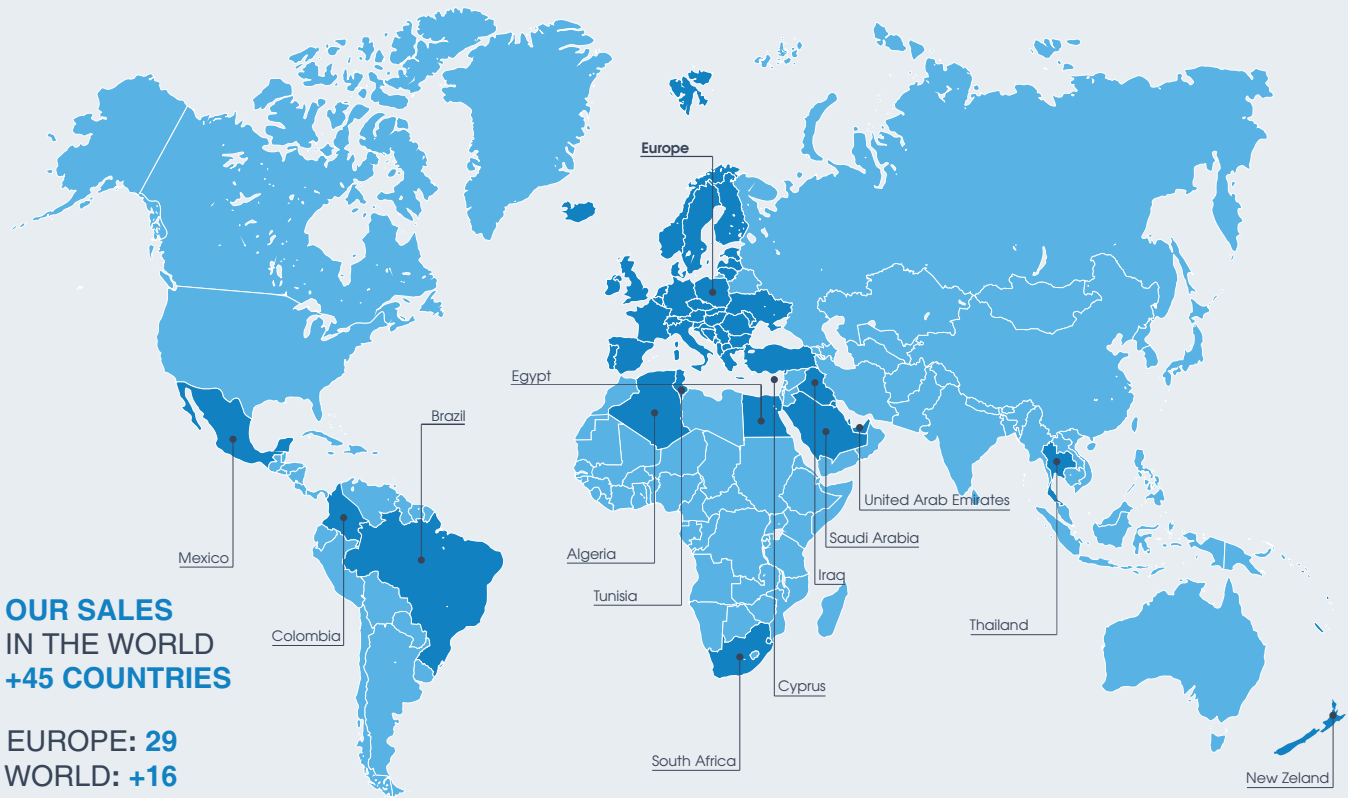 Europe
Egypt
Brazil
United Arab Emirates
Saudi Arabia
Algeria
Mexico
Iraq
Tunisia
OUR SALES
IN THE WORLD
+45 COUNTRIES
Colombia
Thailand
Cyprus
EUROPE: 29
WORLD: +16
South Africa
New Zeland